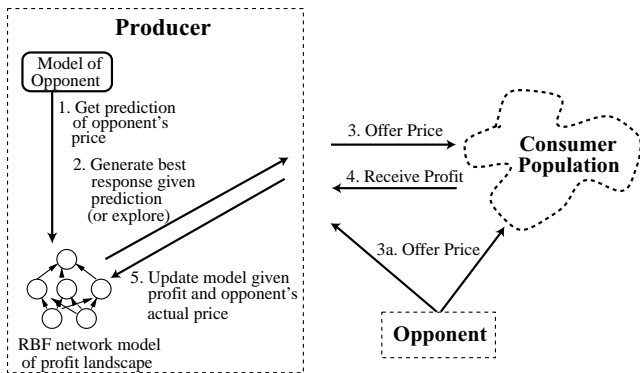 Producer
Model of
Opponent
1. Get prediction
of opponent's
price
2. Generate best
response given
prediction
(or explore)
3. Offer Price
Consumer
Population
4. Receive Profit
3a. Offer Price
5. Update model given
profit and opponent's
actual price
Opponent
RBF network model
of profit landscape